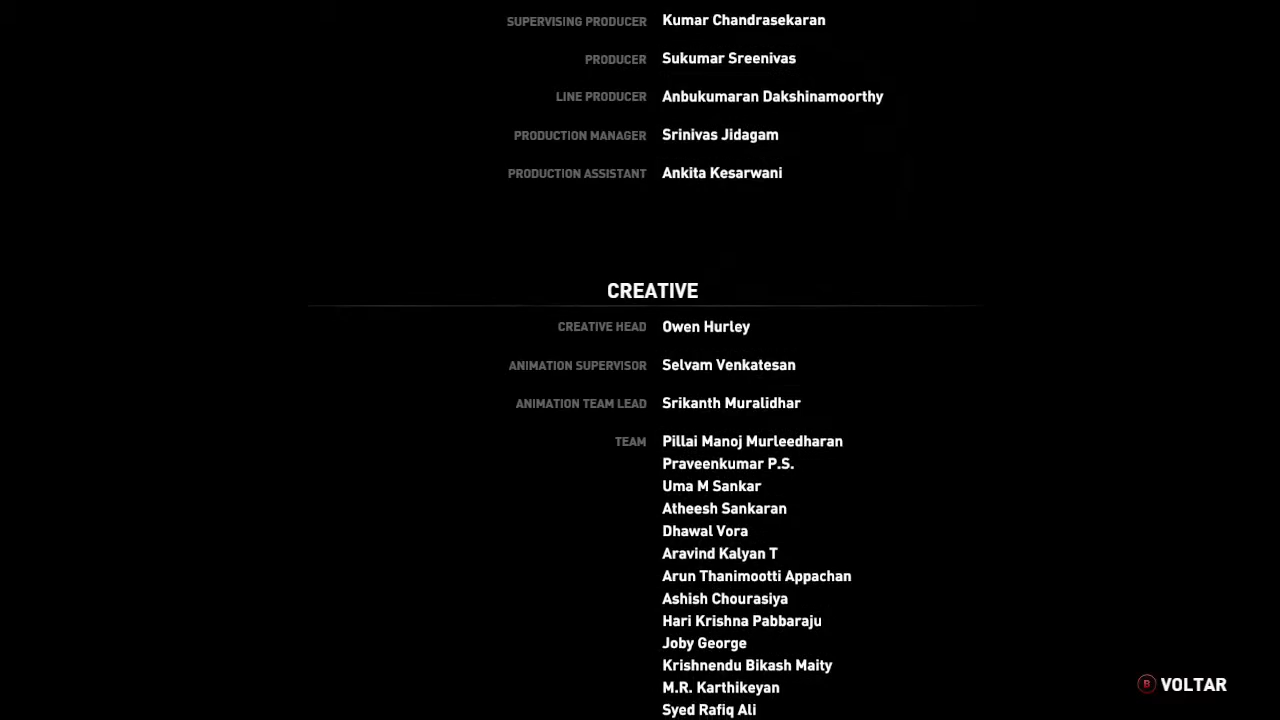 SUPERVISING PRODUCER Kumar Chandrasekaran
PRODUCER Sukumar Sreenivas
LINE PRODUCER Anbukumaran Dakshinamoorthy
PRODUCTION MANAGER Srinivas Jidagam
PRODUCTION ASSISTANT Ankita Kesarwani
CREATIVE
CREATIVE HEAD Owen Hurley
ANIMATION SUPERVISOR Selvam Venkatesan
ANIMATION TEAM LEAD Srikanth Muralidhar
TEAM Pillai Manoj Murleedharan
Praveenkumar P.S.
Uma M Sankar
Atheesh Sankaran
Dhawal Vora
Aravind Kalyan T
Arun Thanimootti Appachan
Ashish Chourasiya
Hari Krishna Pabbaraju
Joby George
Krishnendu Bikash Maity
M.R. Karthikeyan
Syed Rafiq Ali
B VOLTAR